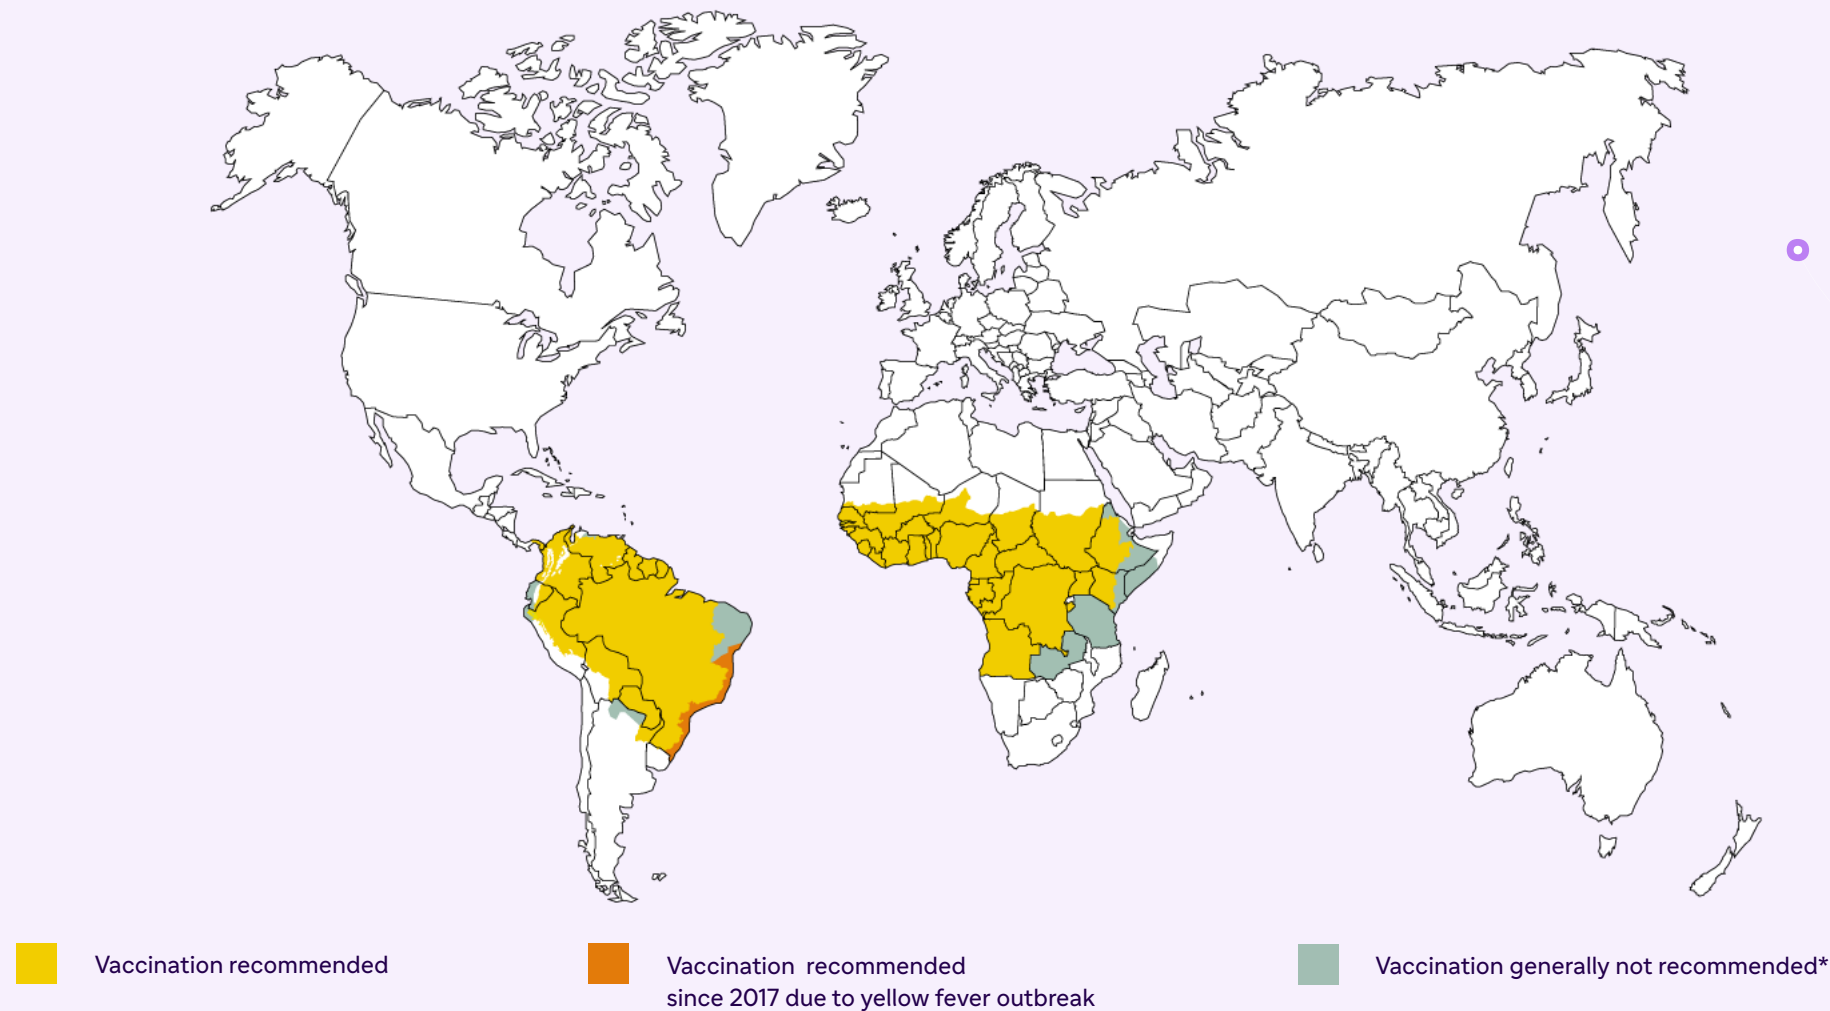 Vaccination recommended
Vaccination recommended
since 2017 due to yellow fever outbreak
Vaccination generally not recommended*